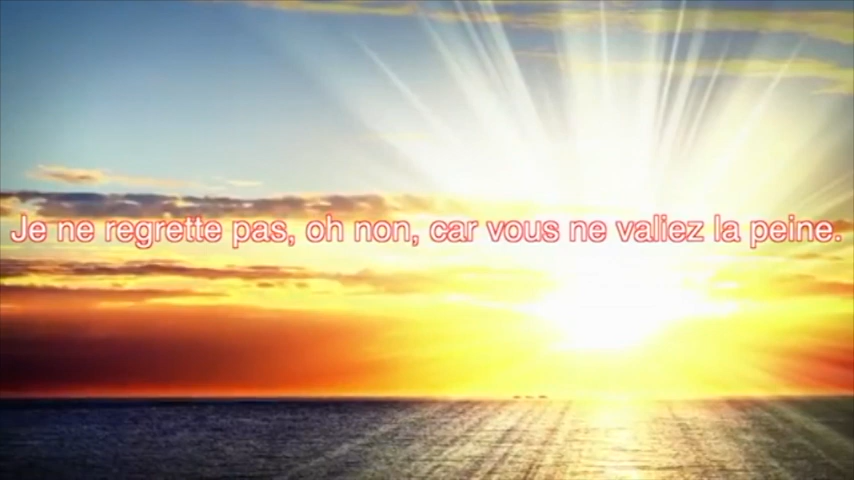 Je ne regrette pas, oh non, car vous ne valiez la peine.